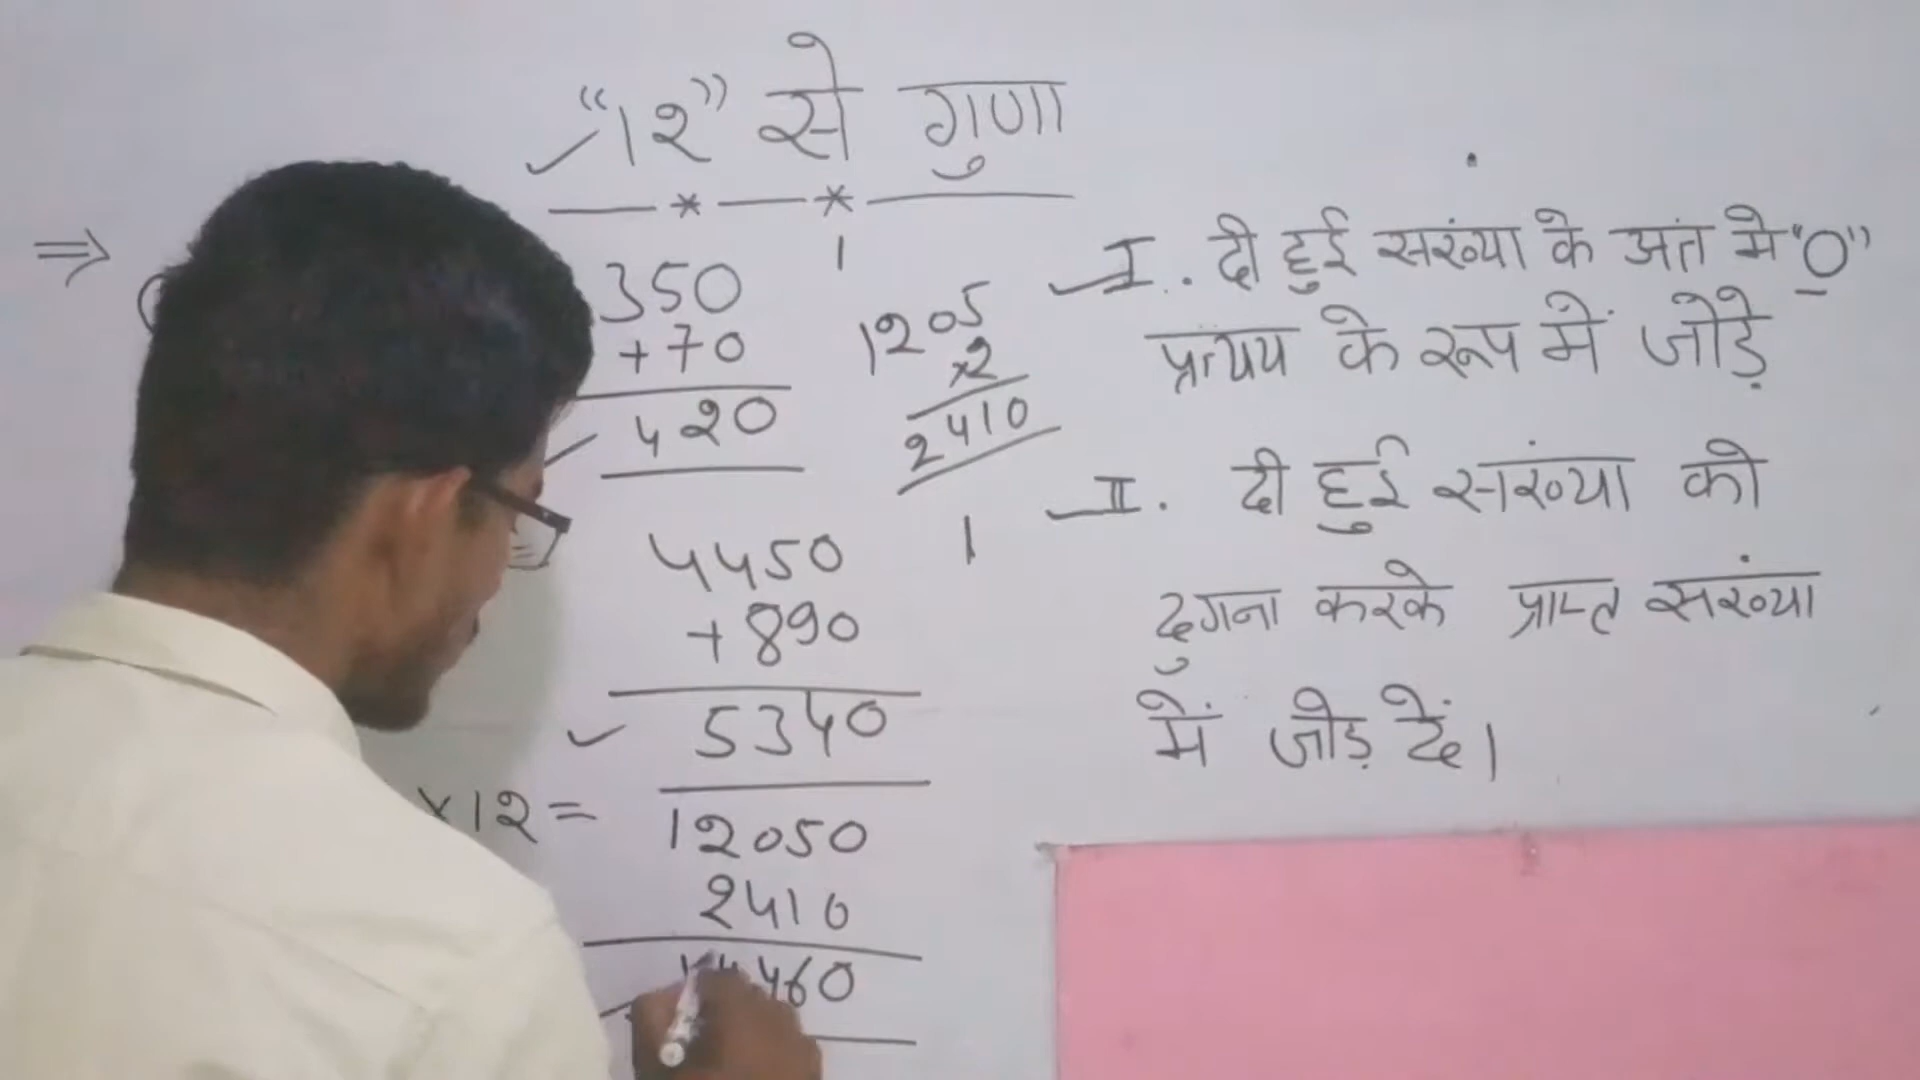 "12" से गुणा
350
+70
420
1205
×2
2410
4450
+890
5340
×12=
12050
2410
460
I. दी हुई संख्या के अंत मे "0"
प्रत्यय के रूप में जोड़े
II. दी हुई संख्या को
दुगना करके प्राप्त संख्या
में जोड़ दें।